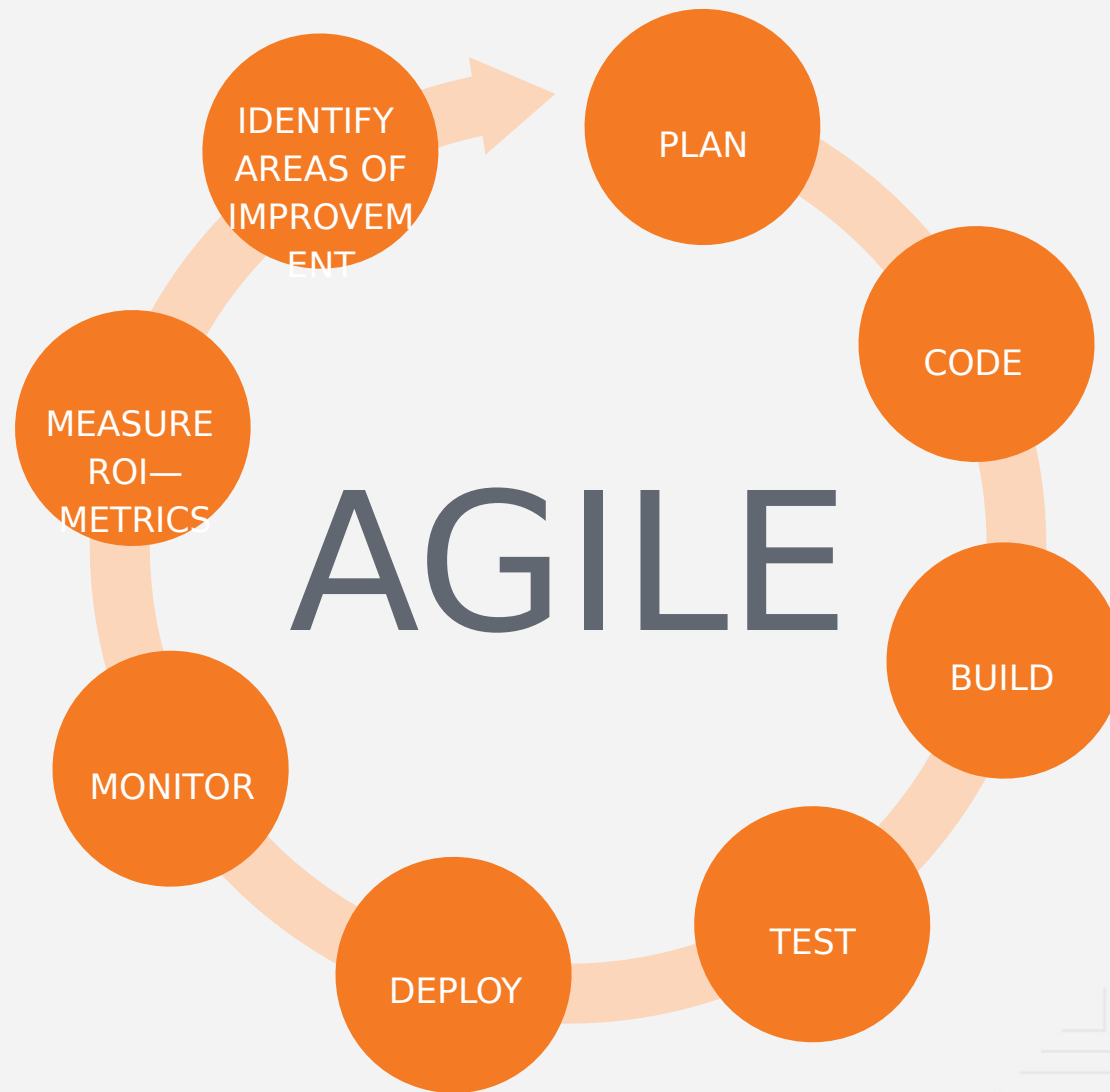 PLAN
CODE
BUILD
TEST
DEPLOY
MONITOR
MEASURE
ROI—
METRICS
IDENTIFY
AREAS OF
IMPROVEM
ENT
AGILE